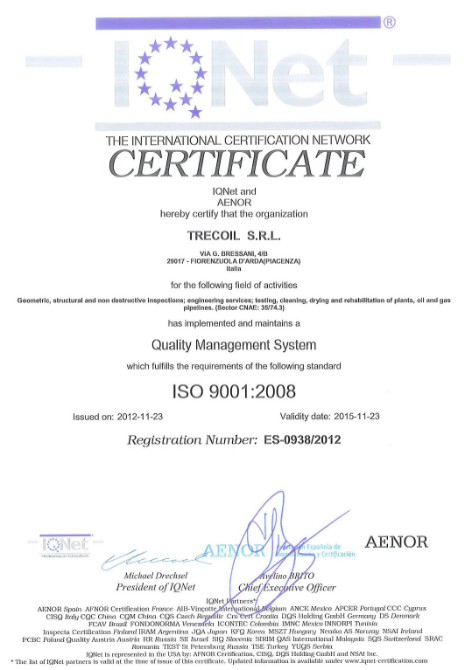 IQNet ®
THE INTERNATIONAL CERTIFICATION NETWORK
CERTIFICATE
IQNet and
AENOR
hereby certify that the organization
TRECOIL S.R.L.
VIA G. BRESSANI, 4/B
29017 - FIORENZUOLA D'ARDA(PIACENZA)
Italia
for the following field of activities
Geometric, structural and non destructive inspections; engineering services; testing, cleaning, drying and rehabilitation of plants, oil and gas
pipelines. (Sector CNAE: 35/74.3)
has implemented and maintains a
Quality Management System
which fulfills the requirements of the following standard
ISO 9001:2008
Issued on: 2012-11-23 Validity date: 2015-11-23
Registration Number: ES-0938/2012
IQNet
AENOR Española de
y Certificación
AENOR
Michael Drechsel Avelino BRITO
President of IQNet Chief Executive Officer
IQNet Partners*:
AENOR Spain AFNOR Certification France AIB-Vinçotte International Belgium ANCE Mexico APCER Portugal CCC Cyprus
CISQ Italy CQC China CQM China CQS Czech Republic Cro Cert Croatia DQS Holding GmbH Germany DS Denmark
FCAV Brazil FONDONORMA Venezuela ICONTEC Colombia IMNC Mexico INNORPI Tunisia
Inspecta Certification Finland IRAM Argentina JQA Japan KFQ Korea MSZT Hungary Nemko AS Norway NSAI Ireland
PCBC Poland Quality Austria Austria RR Russia SII Israel SIQ Slovenia SIRIM QAS International Malaysia SQS Switzerland SRAC
Romania TEST St Petersburg Russia TSE Turkey YUQS Serbia
IQNet is represented in the USA by: AFNOR Certification, CISQ, DQS Holding GmbH and NSAI Inc.
* The list of IQNet partners is valid at the time of issue of this certificate. Updated information is available under www.iqnet-certification.com